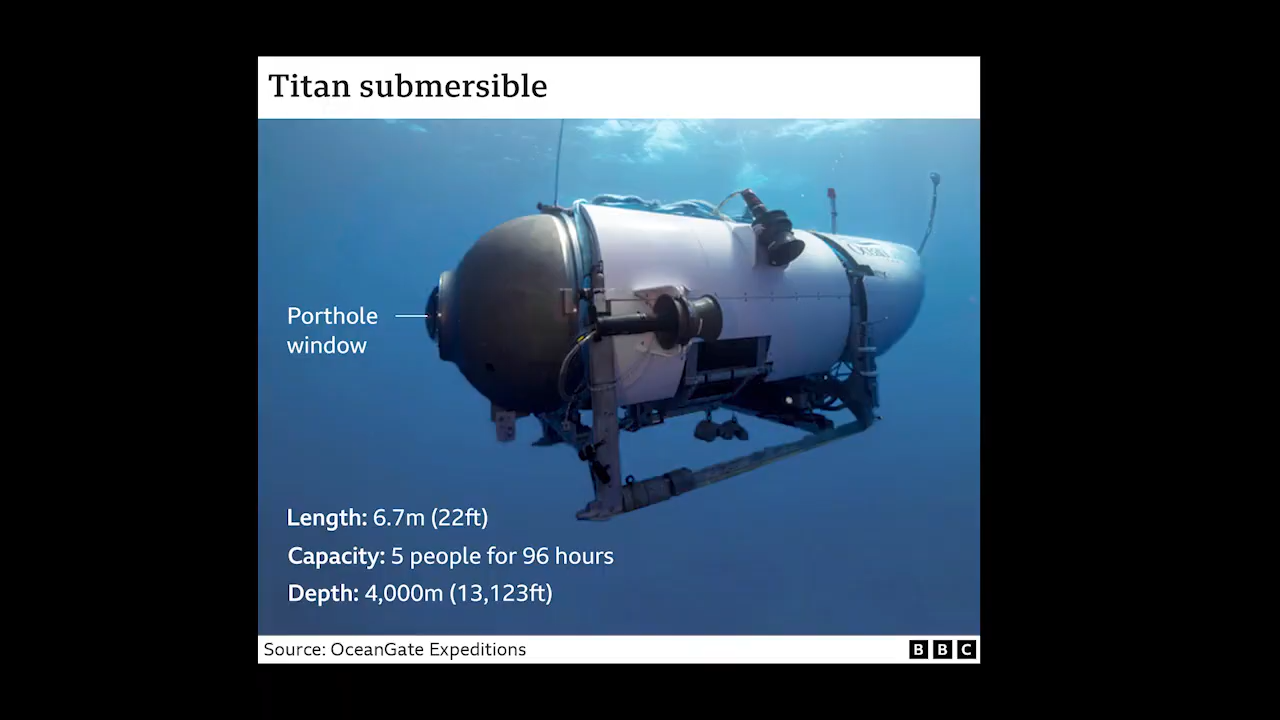 Titan submersible
Porthole
window
Length: 6.7m (22ft)
Capacity: 5 people for 96 hours
Depth: 4,000m (13,123ft)
Source: OceanGate Expeditions
BBC